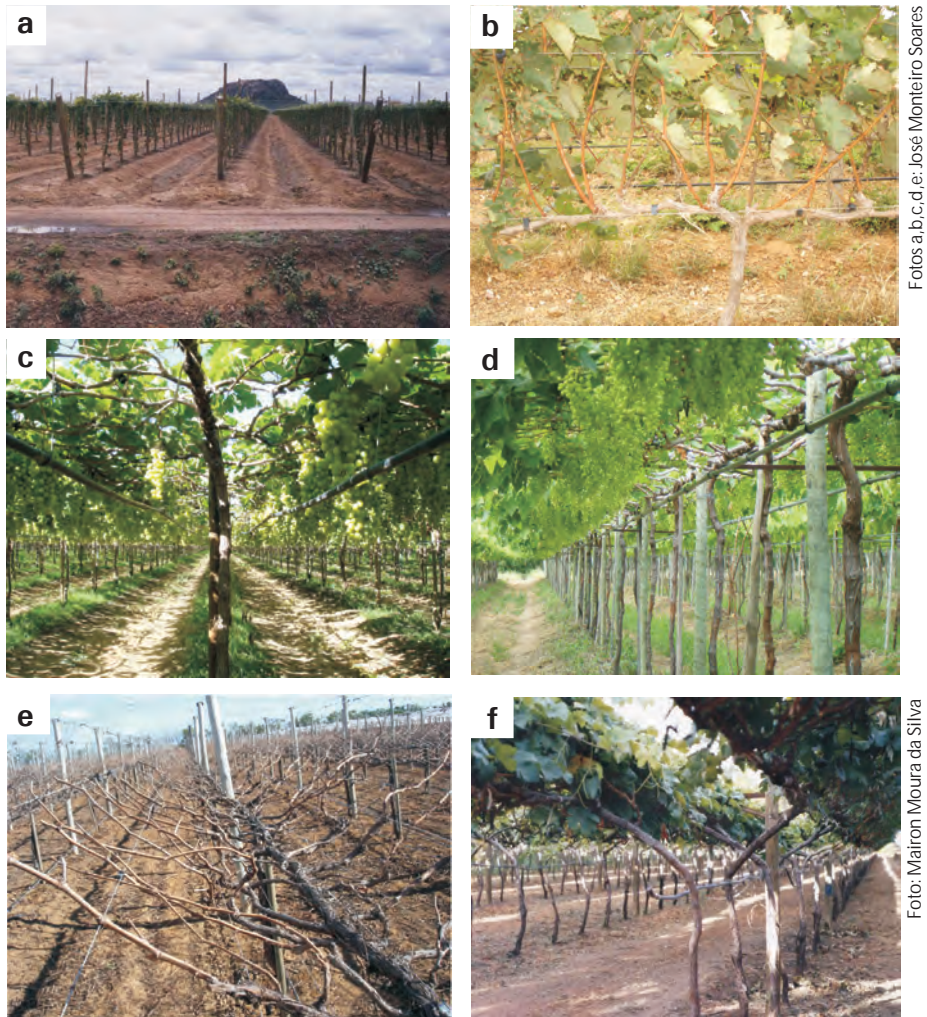 a
b
Fotos a,b,c,d,e: José Monteiro Soares
c
d
e
f
Foto: Mairon Moura da Silva